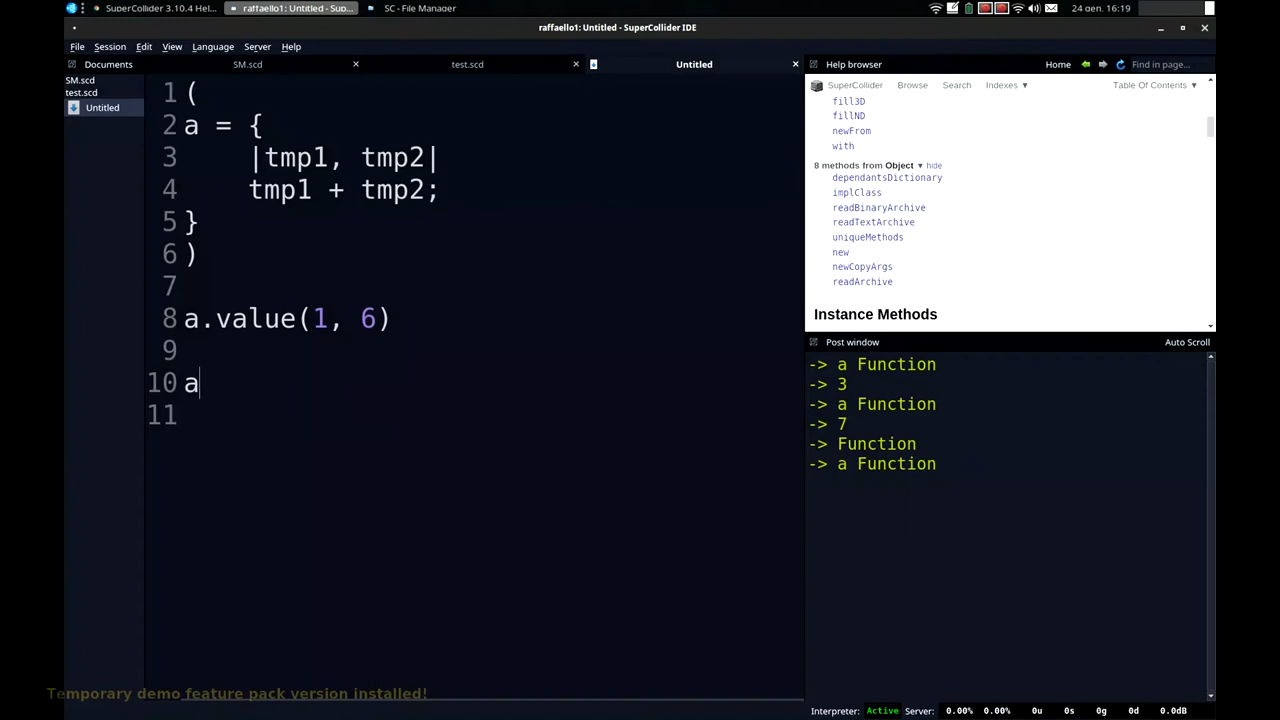 SuperCollider 3.10.4 Hel...
raffaello1: Untitled - Sup...
SC - File Manager
24 gen, 16:19
raffaello1: Untitled - SuperCollider IDE
File Session Edit View Language Server Help
Documents
SM.scd
test.scd
Untitled
Help browser
Home
Find in page...
SM.scd
test.scd
Untitled
1 (
2 a = {
3 |tmp1, tmp2|
4 tmp1 + tmp2;
5 }
6 )
7
8 a.value(1, 6)
9
10 a
11
SuperCollider Browse Search Indexes ▼ Table Of Contents ▼
fill3D
fillND
newFrom
with
8 methods from Object ▾ hide
dependantsDictionary
implClass
readBinaryArchive
readTextArchive
uniqueMethods
new
newCopyArgs
readArchive
Instance Methods
Post window
Auto Scroll
-> a Function
-> 3
-> a Function
-> 7
-> Function
-> a Function
Temporary demo feature pack version installed!
Interpreter: Active Server: 0.00% 0.00% 0u 0s 0g 0d 0.0dB